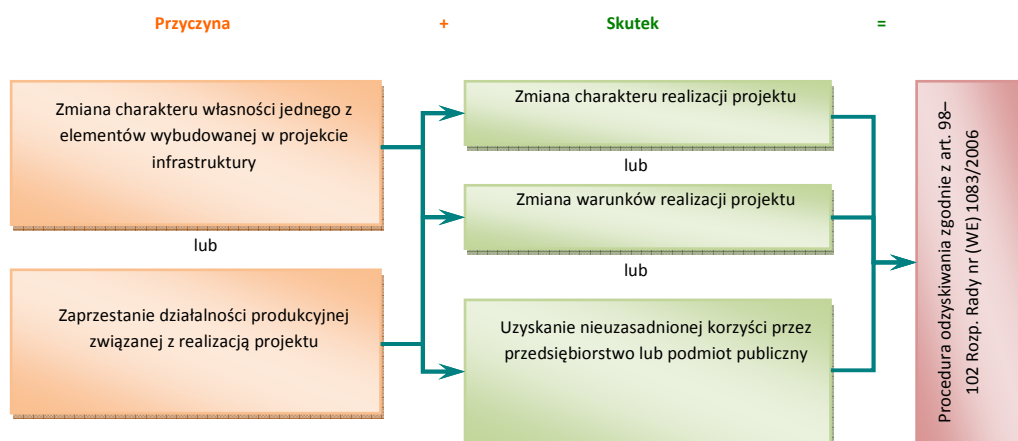 Przyczyna + Skutek =
Zmiana charakteru własności jednego z
elementów wybudowanej w projekcie
infrastruktury
lub
Zaprzestanie działalności produkcyjnej
związanej z realizacją projektu
Zmiana charakteru realizacji projektu
lub
Zmiana warunków realizacji projektu
lub
Uzyskanie nieuzasadnionej korzyści przez
przedsiębiorstwo lub podmiot publiczny
Procedura odzyskiwania zgodnie z art. 98–
102 Rozp. Rady nr (WE) 1083/2006